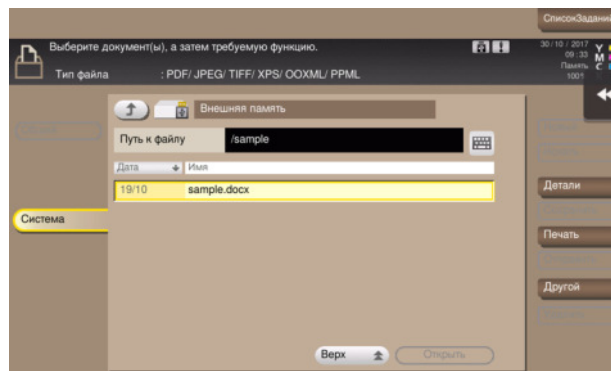 СписокЗаданий
Выберите документ(ы), а затем требуемую функцию.
30/10 / 2017
09 : 33
Память
Тип файла : PDF/ JPEG/ TIFF/ XPS/ OOXML/ PPML
Y
M
C
Внешняя память
Путь к файлу /sample
Дата Имя
19/10 sample.docx
Детали
Система
Печать
Другой
Верх Открыть